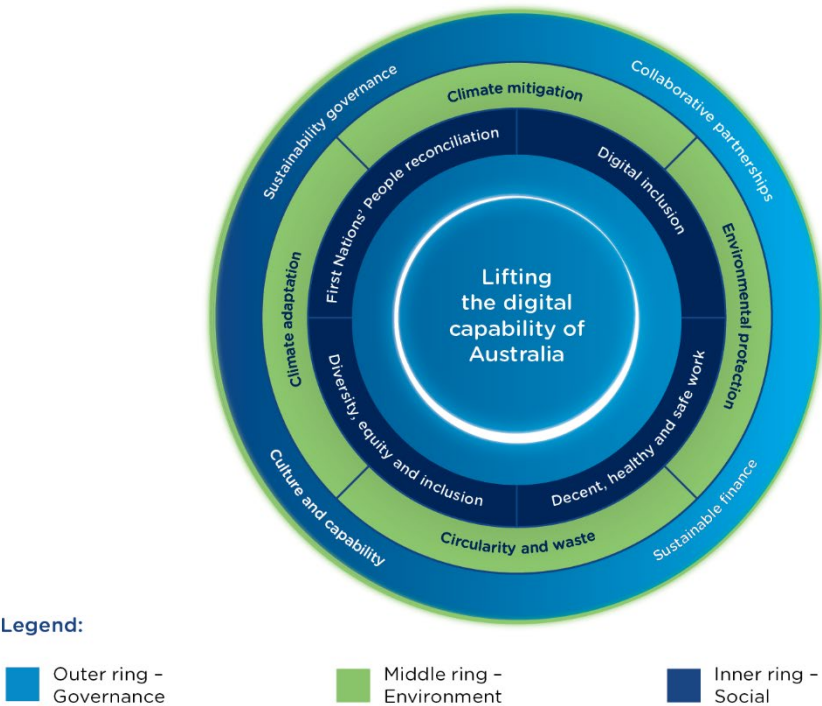 Sustainability governance
Collaborative partnerships
Climate mitigation
First Nations' People reconciliation
Digital inclusion
Climate adaptation
Environmental protection
Lifting
the digital
capability of
Australia
Diversity, equity and inclusion
Decent, healthy and safe work
Circularity and waste
Culture and capability
Sustainable finance
Legend:
Outer ring –
Governance
Middle ring –
Environment
Inner ring –
Social